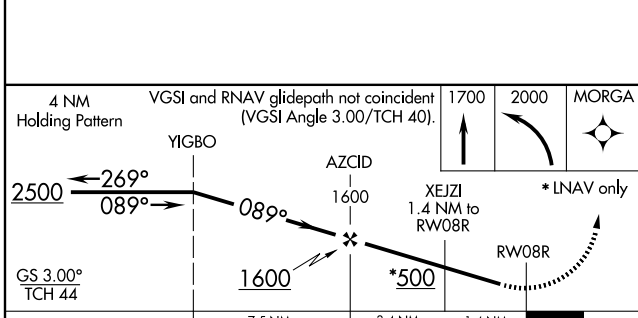 4 NM
Holding Pattern
VGSI and RNAV glidepath not coincident
(VGSI Angle 3.00/TCH 40).
1700
2000
MORGA
YIGBO
AZCID
1600
XEJZI
1.4 NM to
RW08R
* LNAV only
2500
269°
089°
089°
RW08R
GS 3.00°
TCH 44
1600
*500